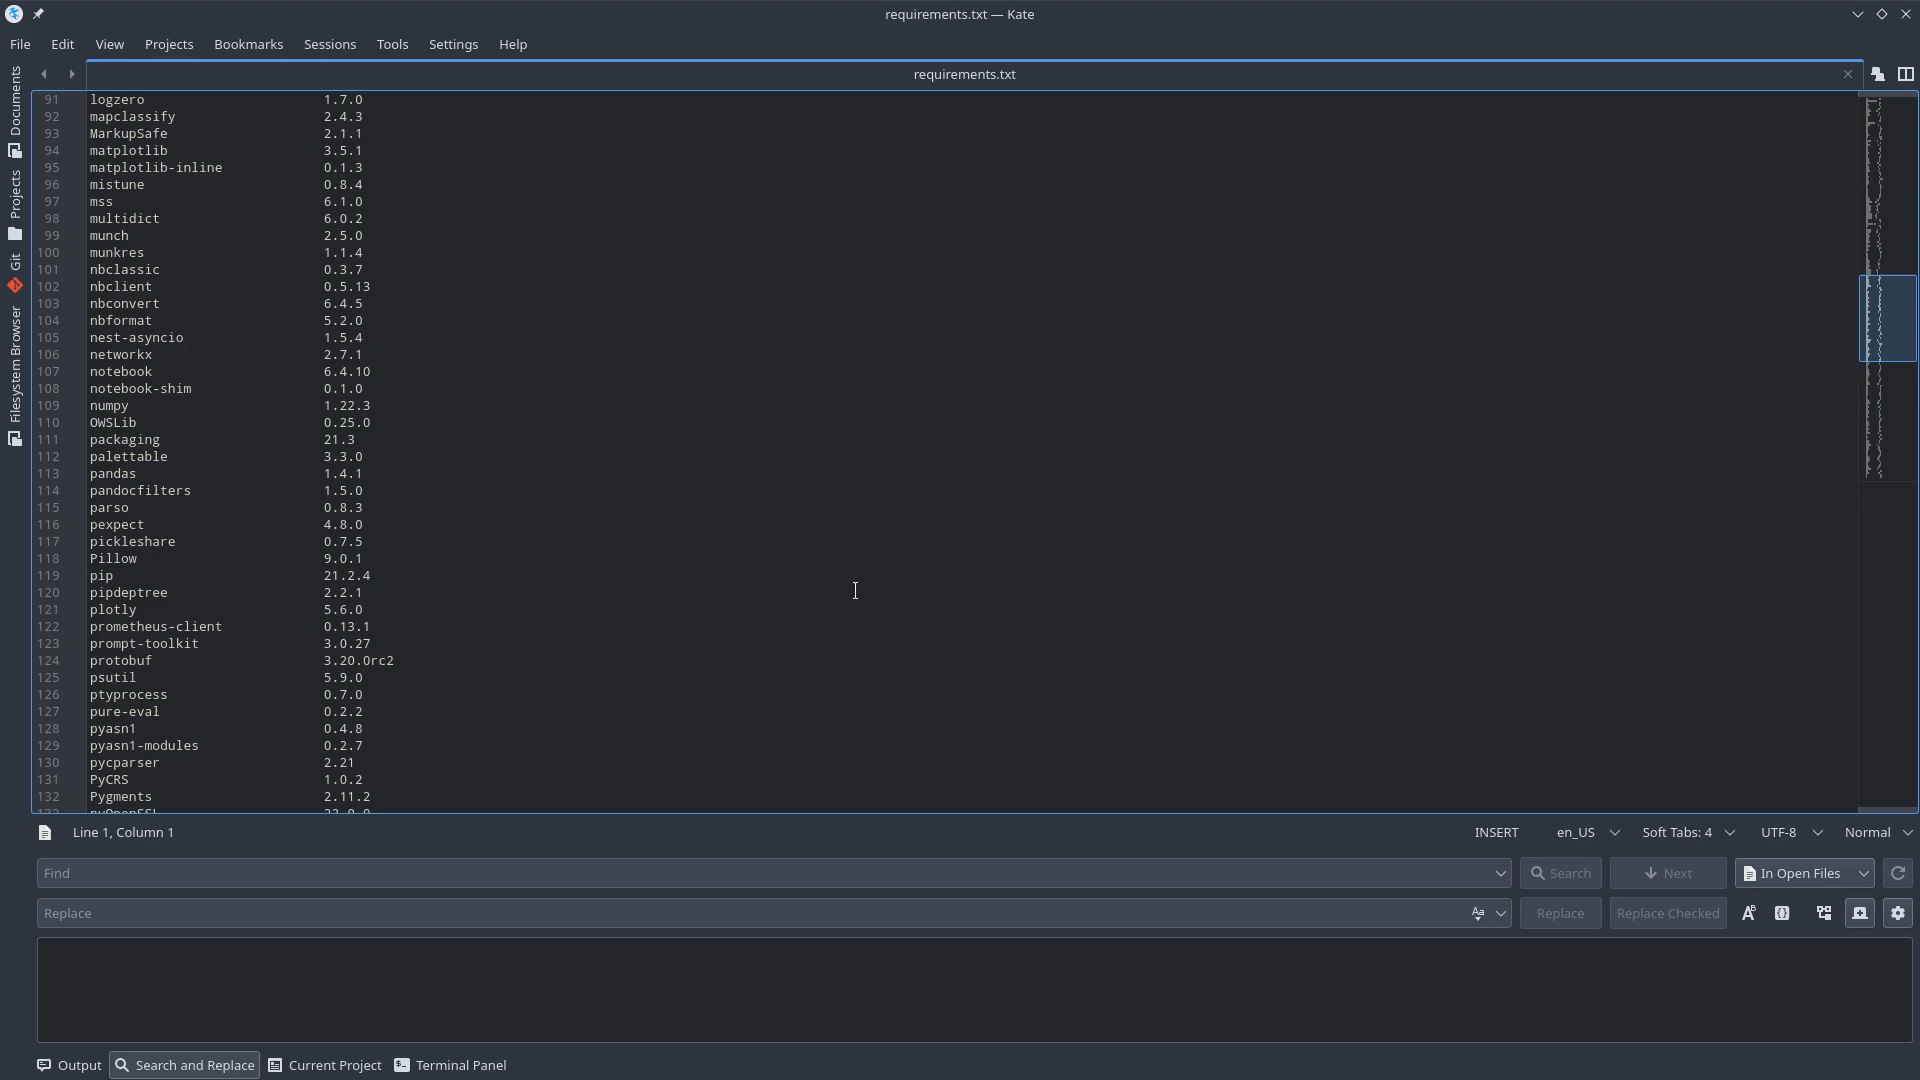 requirements.txt — Kate
File Edit View Projects Bookmarks Sessions Tools Settings Help
requirements.txt
Documents
Projects
Git
Filesystem Browser
91 logzero 1.7.0
92 mapclassify 2.4.3
93 MarkupSafe 2.1.1
94 matplotlib 3.5.1
95 matplotlib-inline 0.1.3
96 mistune 0.8.4
97 mss 6.1.0
98 multidict 6.0.2
99 munch 2.5.0
100 munkres 1.1.4
101 nbclassic 0.3.7
102 nbclient 0.5.13
103 nbconvert 6.4.5
104 nbformat 5.2.0
105 nest-asyncio 1.5.4
106 networkx 2.7.1
107 notebook 6.4.10
108 notebook-shim 0.1.0
109 numpy 1.22.3
110 OWSLib 0.25.0
111 packaging 21.3
112 palettable 3.3.0
113 pandas 1.4.1
114 pandocfilters 1.5.0
115 parso 0.8.3
116 pexpect 4.8.0
117 pickleshare 0.7.5
118 Pillow 9.0.1
119 pip 21.2.4
120 pipdeptree 2.2.1
121 plotly 5.6.0
122 prometheus-client 0.13.1
123 prompt-toolkit 3.0.27
124 protobuf 3.20.0rc2
125 psutil 5.9.0
126 ptyprocess 0.7.0
127 pure-eval 0.2.2
128 pyasn1 0.4.8
129 pyasn1-modules 0.2.7
130 pycparser 2.21
131 PyCRS 1.0.2
132 Pygments 2.11.2
133 pyOpenSSL 22.0.0
Line 1, Column 1 INSERT en_US Soft Tabs: 4 UTF-8 Normal
Find Search Next In Open Files
Replace Aa Replace Replace Checked
Output Search and Replace Current Project Terminal Panel